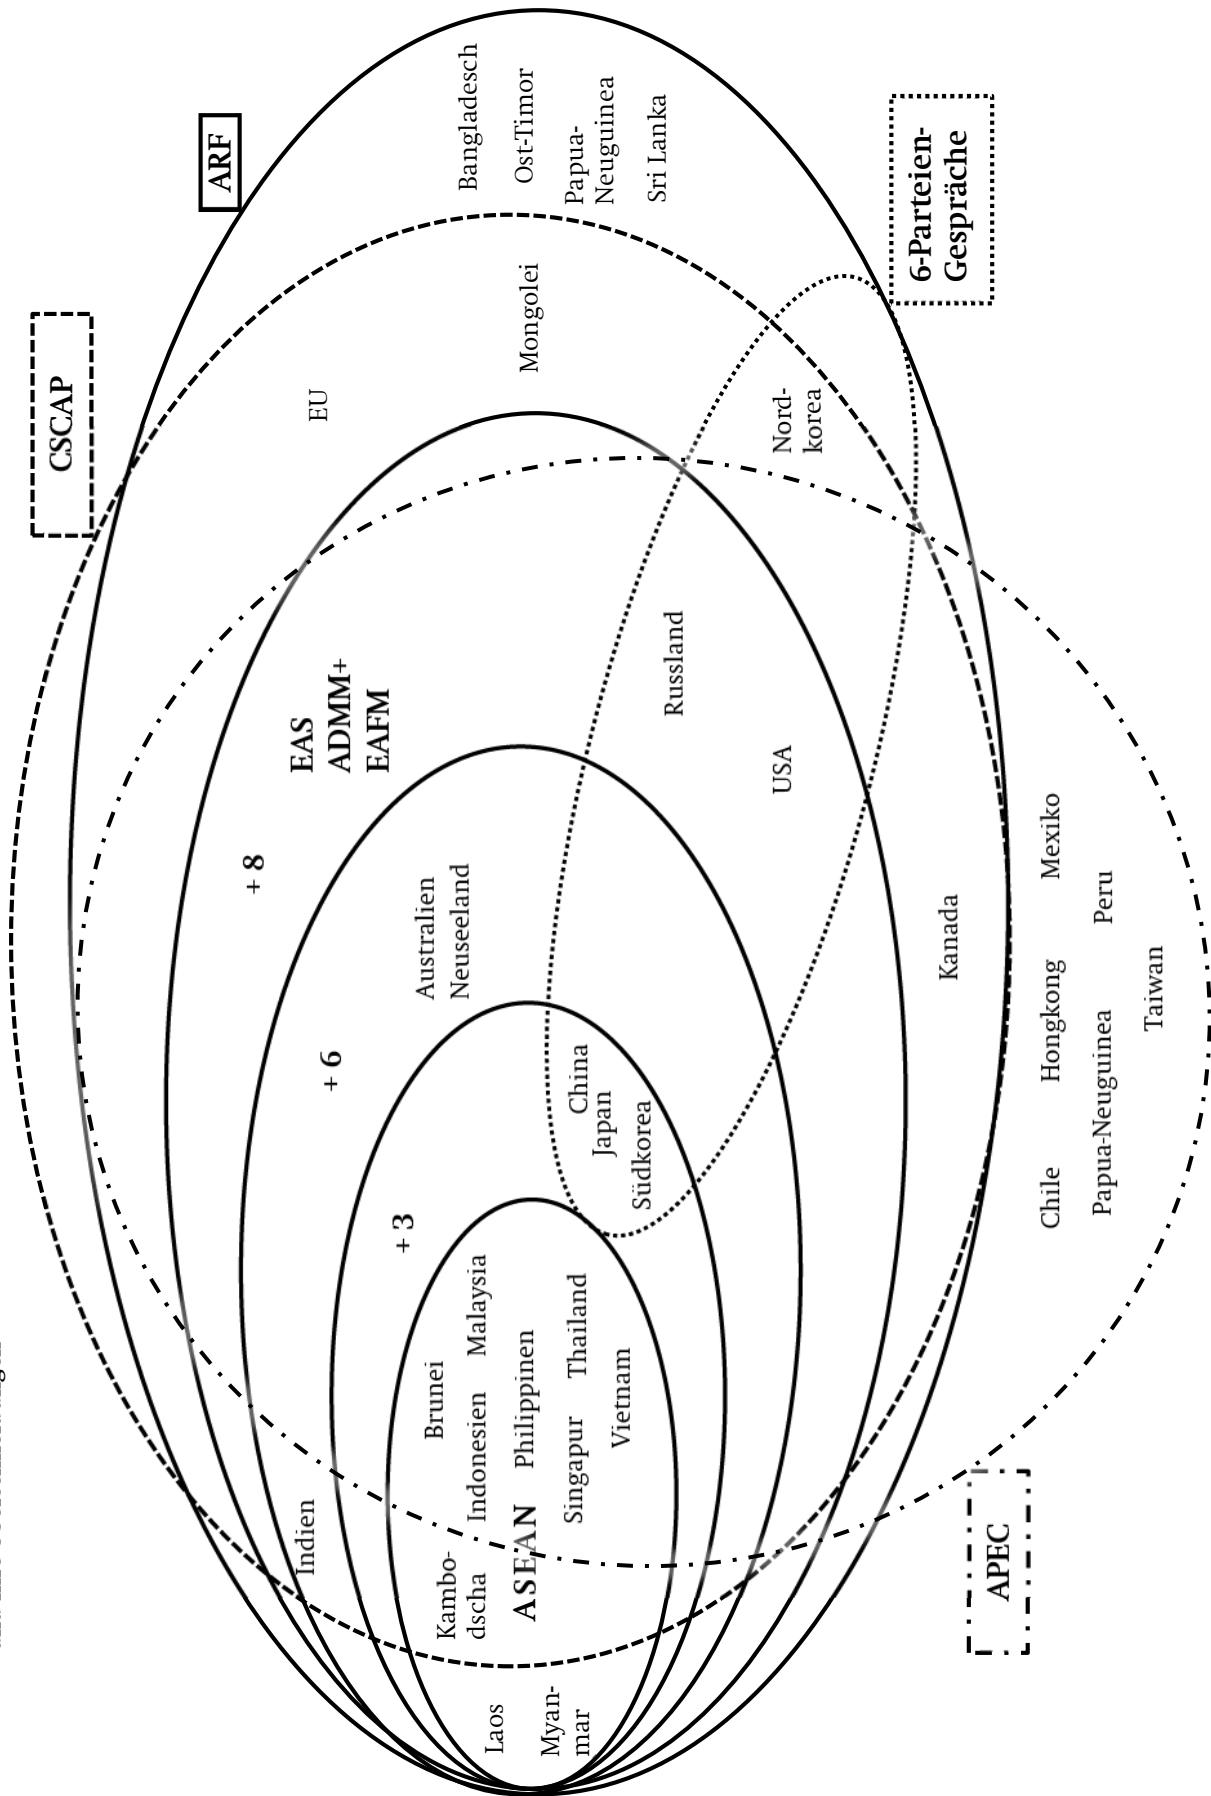 CSCAP
ARF
EU
Bangladesch
Ost-Timor
Papua-
Neuguinea
Sri Lanka
Mongolei
6-Parteien-
Gespräche
Nord-
korea
EAS
ADMM+
EAFM
+ 8
Russland
USA
+ 6
Australien
Neuseeland
Kanada
+ 3
China
Japan
Südkorea
Indien
Brunei
Indonesien Malaysia
Kambo-
dscha
ASEAN Philippinen
Singapur Thailand
Vietnam
Laos
Myan-
mar
Chile Hongkong Mexiko
Papua-Neuguinea Peru
Taiwan
APEC